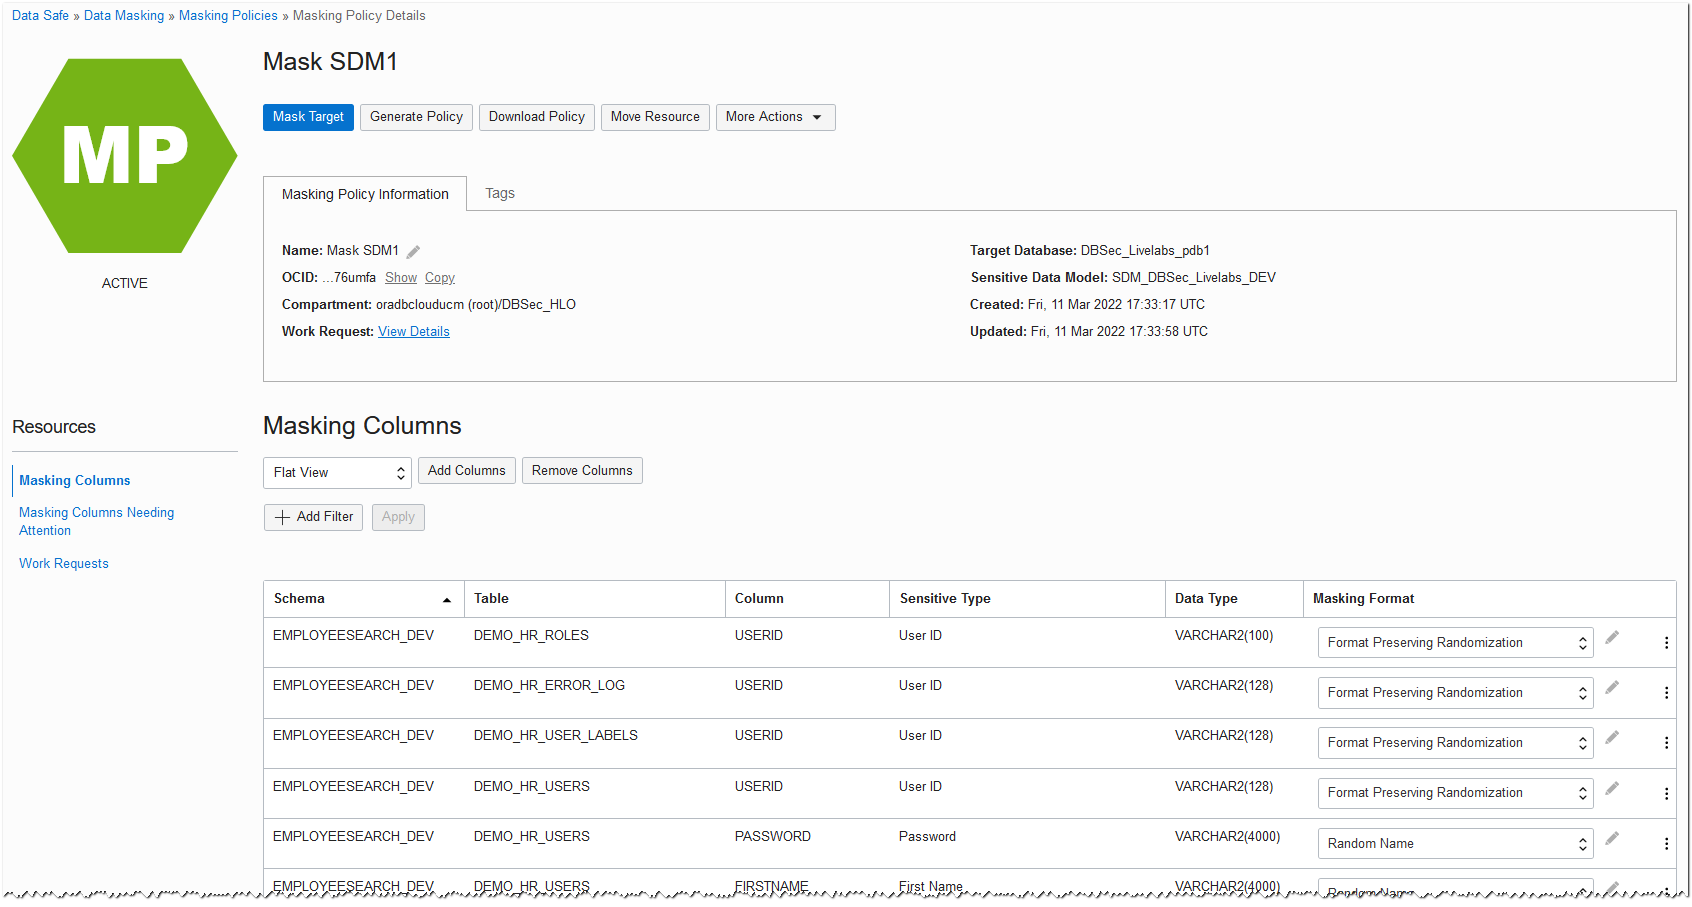 Data Safe » Data Masking » Masking Policies » Masking Policy Details
MP
ACTIVE
Mask SDM1
Mask Target Generate Policy Download Policy Move Resource More Actions
Masking Policy Information Tags
Name: Mask SDM1
OCID: ...76umfa Show Copy
Compartment: oradbclouducm (root)/DBSec_HLO
Work Request: View Details
Target Database: DBSec_Livelabs_pdb1
Sensitive Data Model: SDM_DBSec_Livelabs_DEV
Created: Fri, 11 Mar 2022 17:33:17 UTC
Updated: Fri, 11 Mar 2022 17:33:58 UTC
Resources
Masking Columns
Masking Columns Needing
Attention
Work Requests
Masking Columns
Flat View Add Columns Remove Columns
Add Filter Apply
Schema Table Column Sensitive Type Data Type Masking Format
EMPLOYEESEARCH_DEV DEMO_HR_ROLES USERID User ID VARCHAR2(100) Format Preserving Randomization
EMPLOYEESEARCH_DEV DEMO_HR_ERROR_LOG USERID User ID VARCHAR2(128) Format Preserving Randomization
EMPLOYEESEARCH_DEV DEMO_HR_USER_LABELS USERID User ID VARCHAR2(128) Format Preserving Randomization
EMPLOYEESEARCH_DEV DEMO_HR_USERS USERID User ID VARCHAR2(128) Format Preserving Randomization
EMPLOYEESEARCH_DEV DEMO_HR_USERS PASSWORD Password VARCHAR2(4000) Random Name
EMPLOYEESEARCH_DEV DEMO_HR_USERS FIRSTNAME First Name VARCHAR2(4000) Random Name